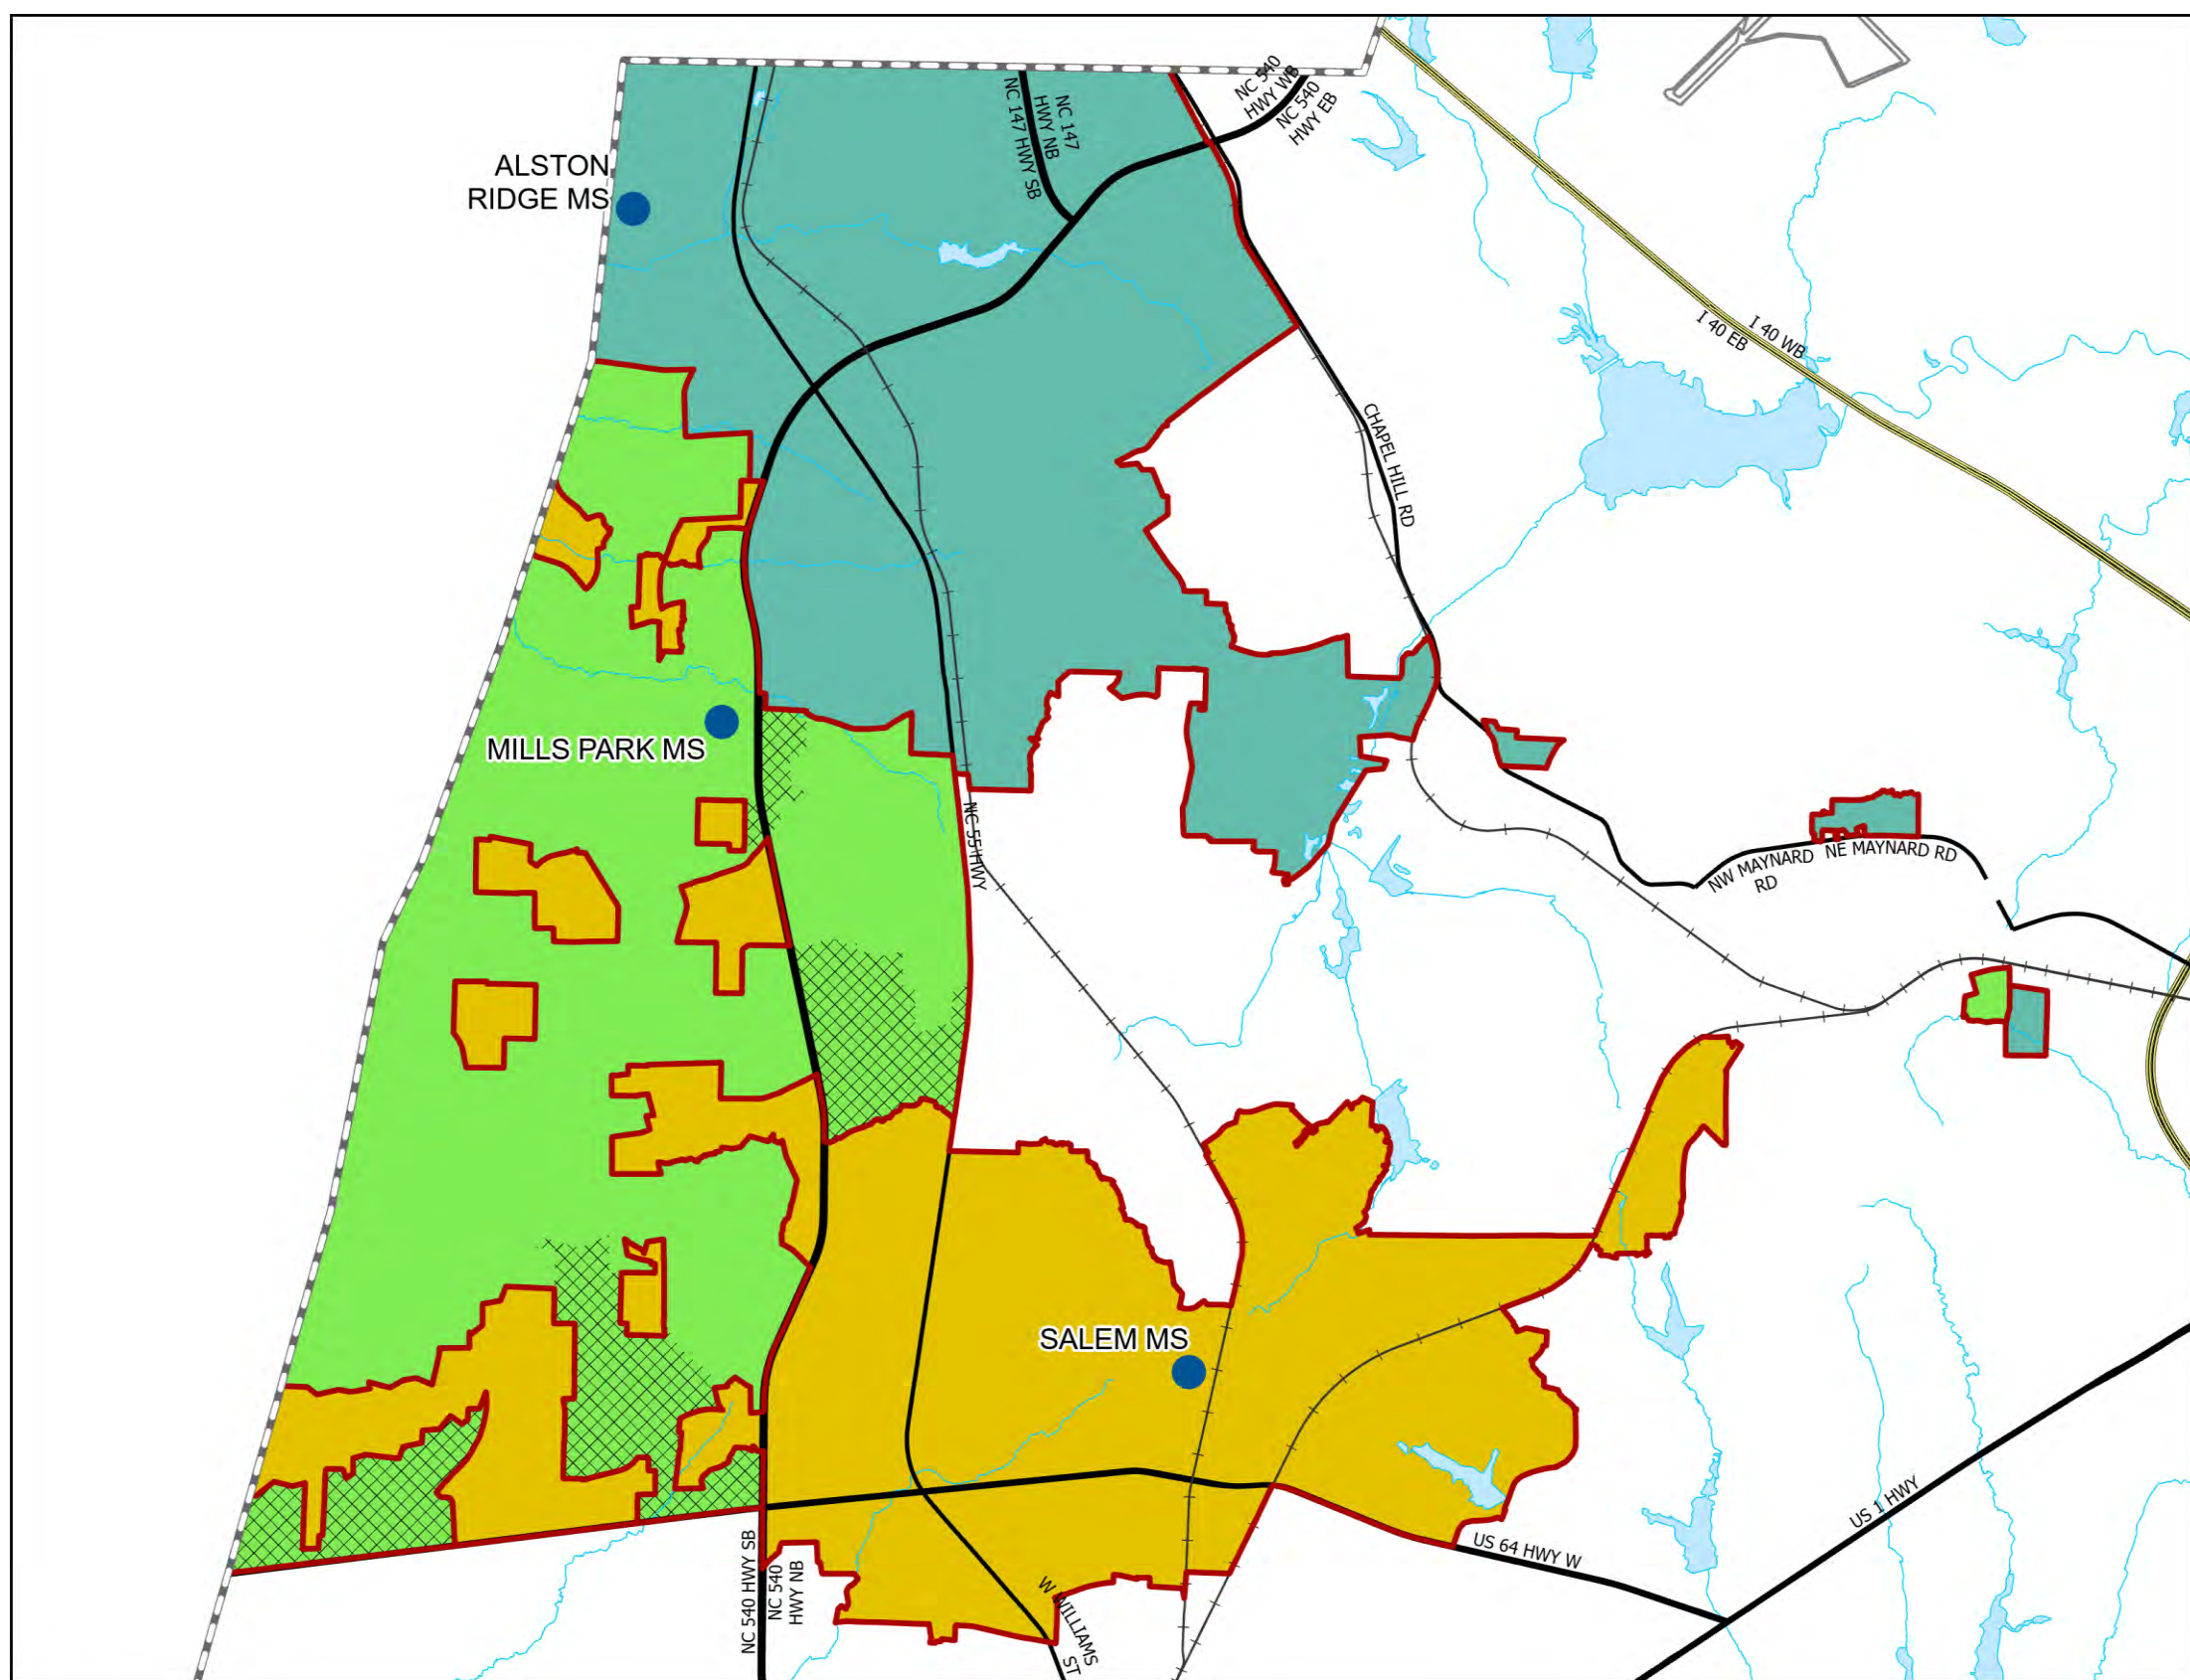 NC 540
HWY WB
NC 540
HWY EB
NC 147
HWY NB
NC 147 HWY SB
ALSTON
RIDGE MS
I 40 WB
I 40 EB
CHAPEL HILL RD
MILLS PARK MS
NC 55 HWY
NW MAYNARD
RD
NE MAYNARD RD
SALEM MS
US 1 HWY
US 64 HWY W
NC 540 HWY SB
NC 540
HWY NB
W WILLIAMS
ST